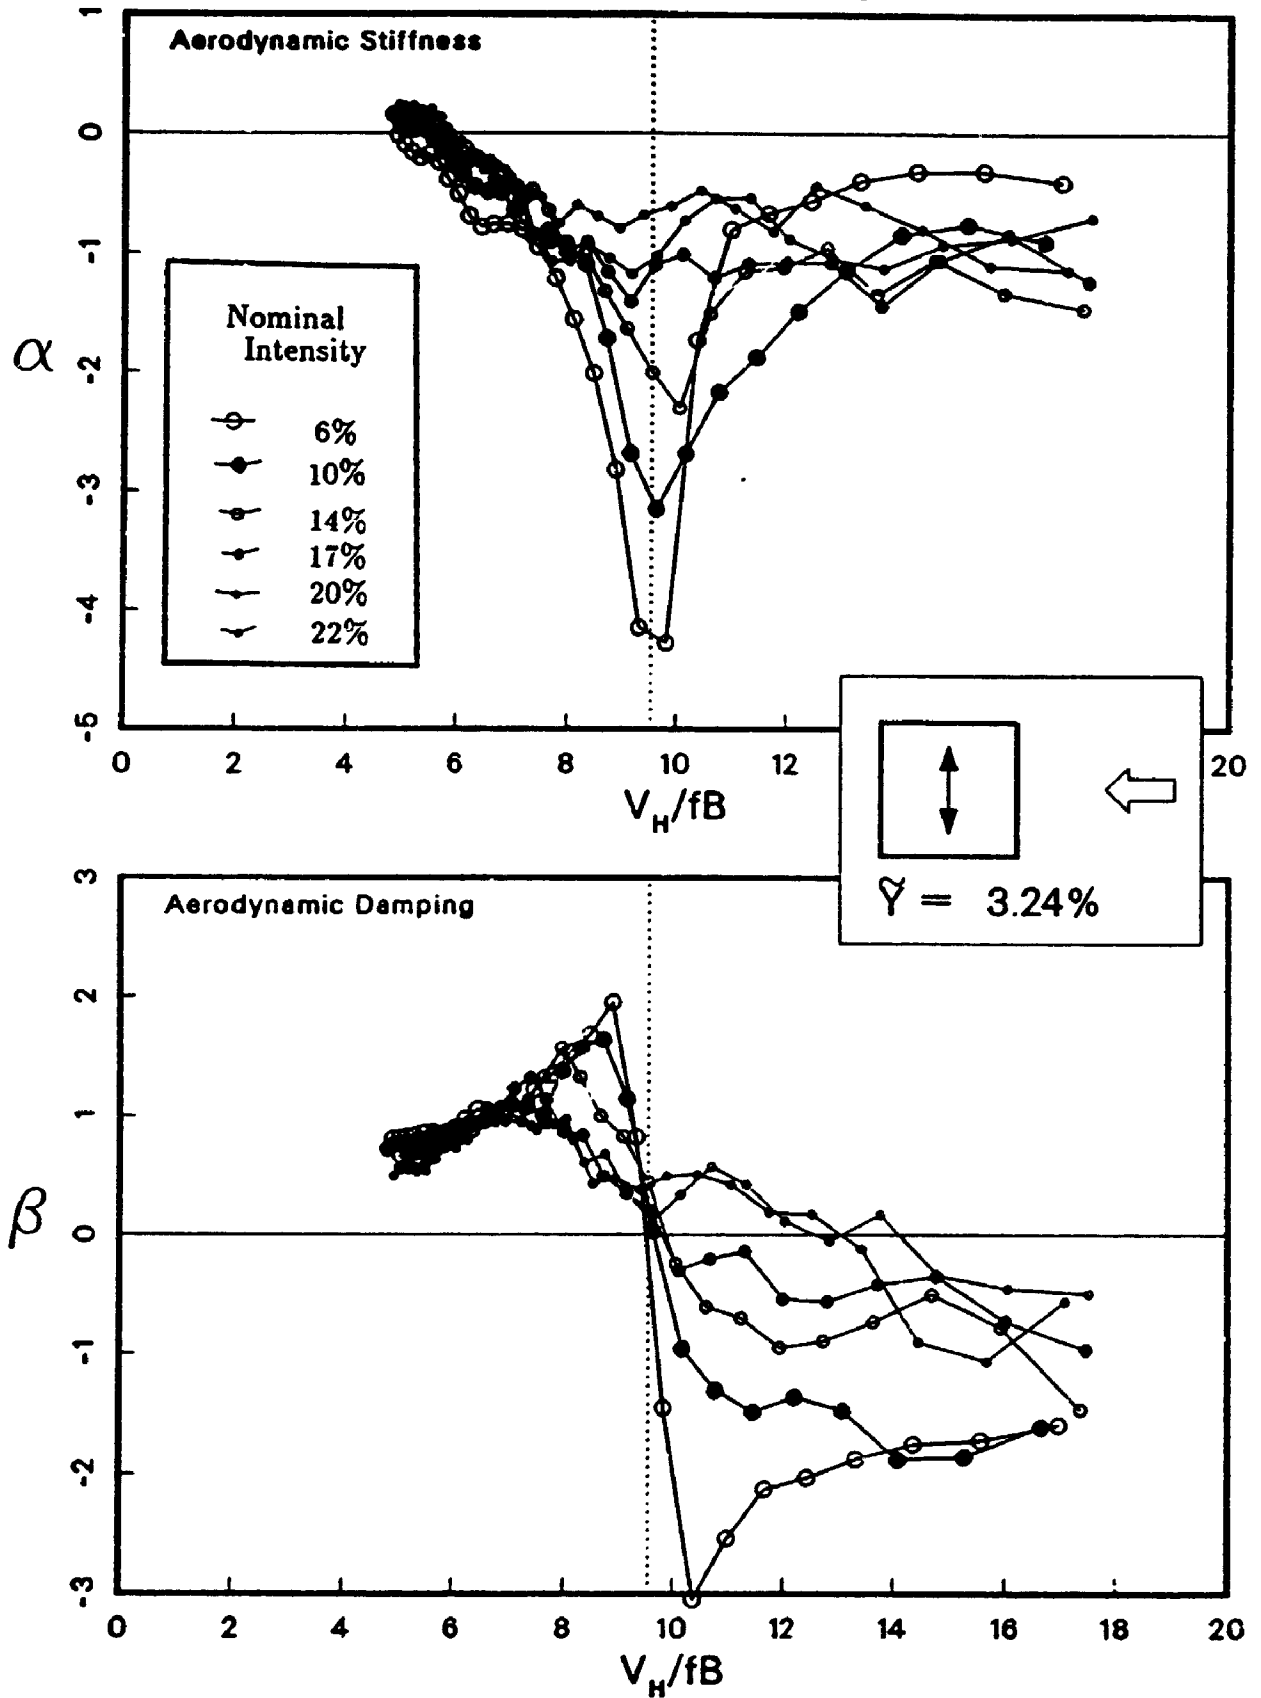 Aerodynamic Stiffness
1
0
-1
-2
-3
-4
-5
α
Nominal
Intensity
6%
10%
14%
17%
20%
22%
0 2 4 6 8 10 12 20
V_H/fB
Ỹ = 3.24%
Aerodynamic Damping
3
2
1
0
-1
-2
-3
β
0 2 4 6 8 10 12 14 16 18 20
V_H/fB